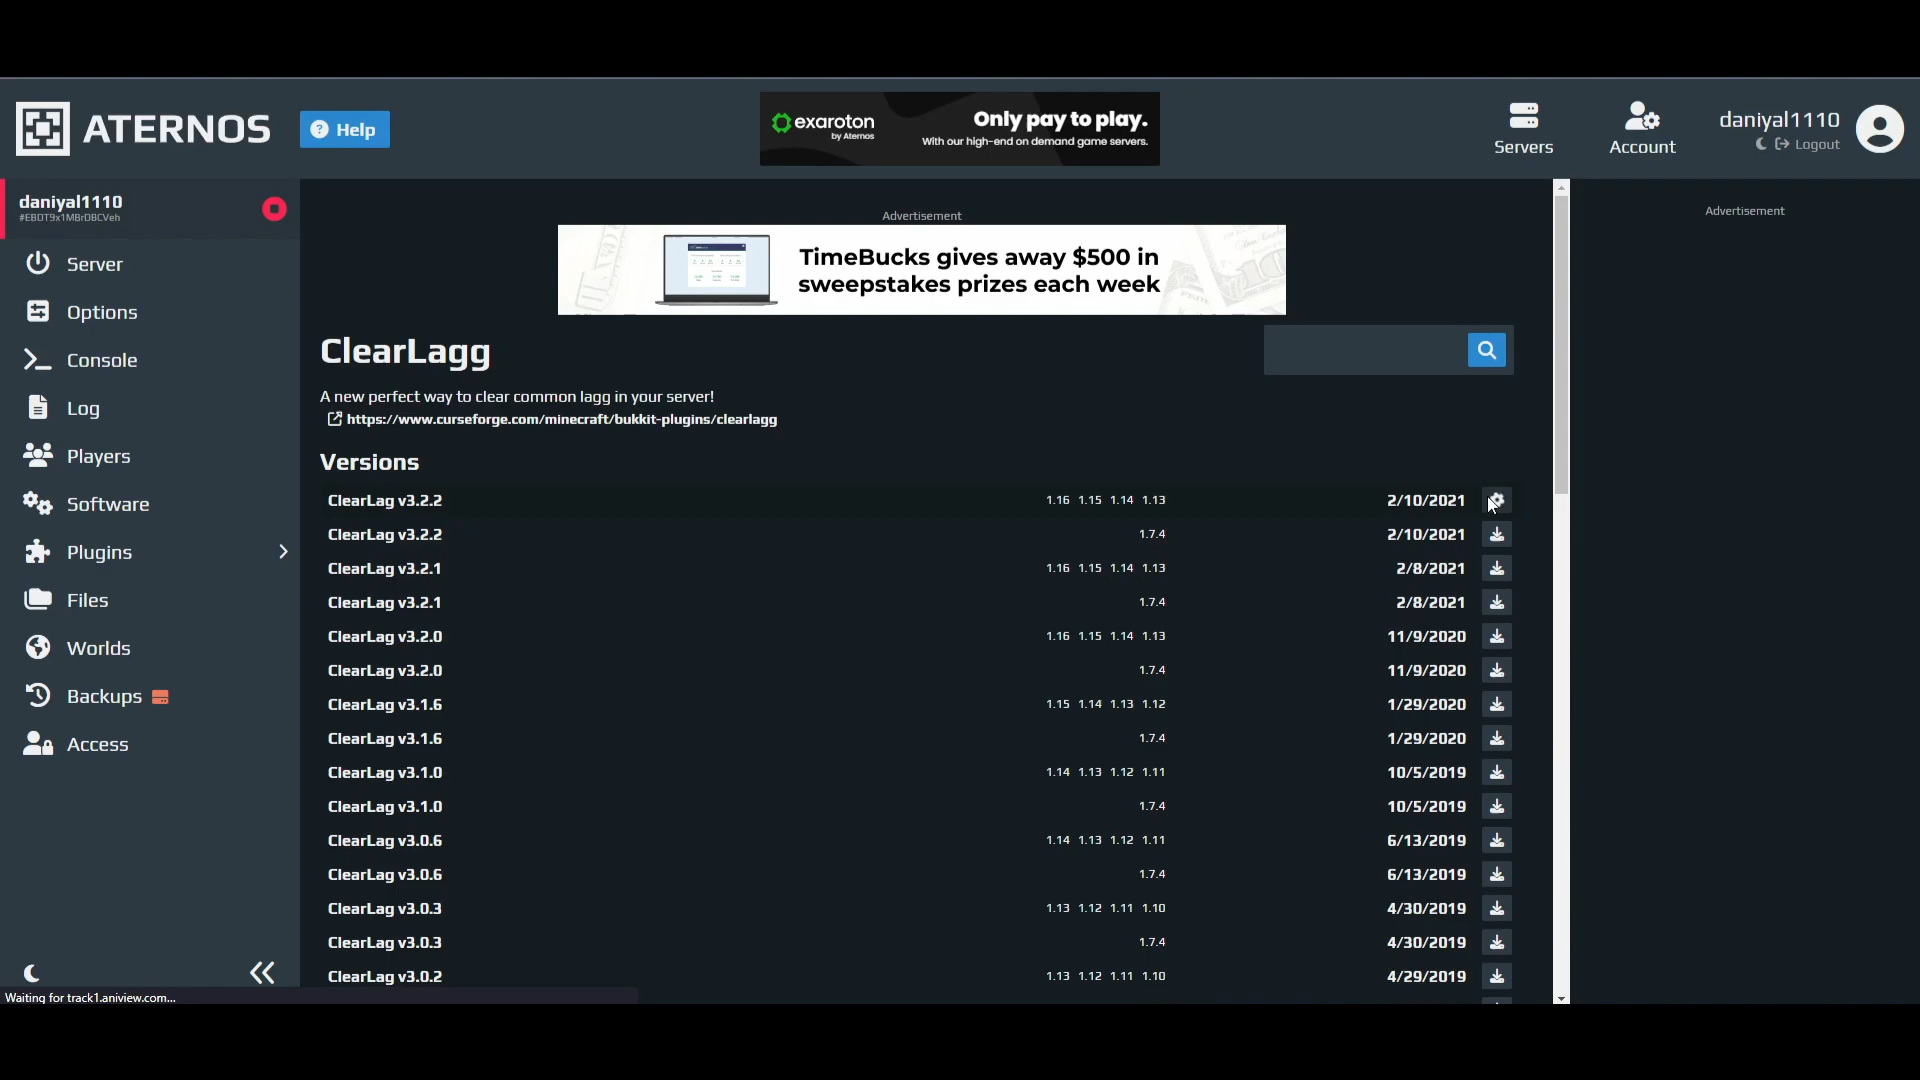 ATERNOS
Help
exaroton
by Aternos
Only pay to play.
With our high-end on demand game servers.
Servers
Account
daniyal1110
Logout
daniyal1110
#EBDT9x1MBrDBCVeh
Advertisement
Advertisement
Server
Options
Console
Log
Players
Software
Plugins
Files
Worlds
Backups
Access
TimeBucks gives away $500 in
sweepstakes prizes each week
ClearLagg
A new perfect way to clear common lagg in your server!
https://www.curseforge.com/minecraft/bukkit-plugins/clearlagg
Versions
ClearLag v3.2.2 1.16 1.15 1.14 1.13 2/10/2021
ClearLag v3.2.2 1.7.4 2/10/2021
ClearLag v3.2.1 1.16 1.15 1.14 1.13 2/8/2021
ClearLag v3.2.1 1.7.4 2/8/2021
ClearLag v3.2.0 1.16 1.15 1.14 1.13 11/9/2020
ClearLag v3.2.0 1.7.4 11/9/2020
ClearLag v3.1.6 1.15 1.14 1.13 1.12 1/29/2020
ClearLag v3.1.6 1.7.4 1/29/2020
ClearLag v3.1.0 1.14 1.13 1.12 1.11 10/5/2019
ClearLag v3.1.0 1.7.4 10/5/2019
ClearLag v3.0.6 1.14 1.13 1.12 1.11 6/13/2019
ClearLag v3.0.6 1.7.4 6/13/2019
ClearLag v3.0.3 1.13 1.12 1.11 1.10 4/30/2019
ClearLag v3.0.3 1.7.4 4/30/2019
ClearLag v3.0.2 1.13 1.12 1.11 1.10 4/29/2019
Waiting for track1.aniview.com...